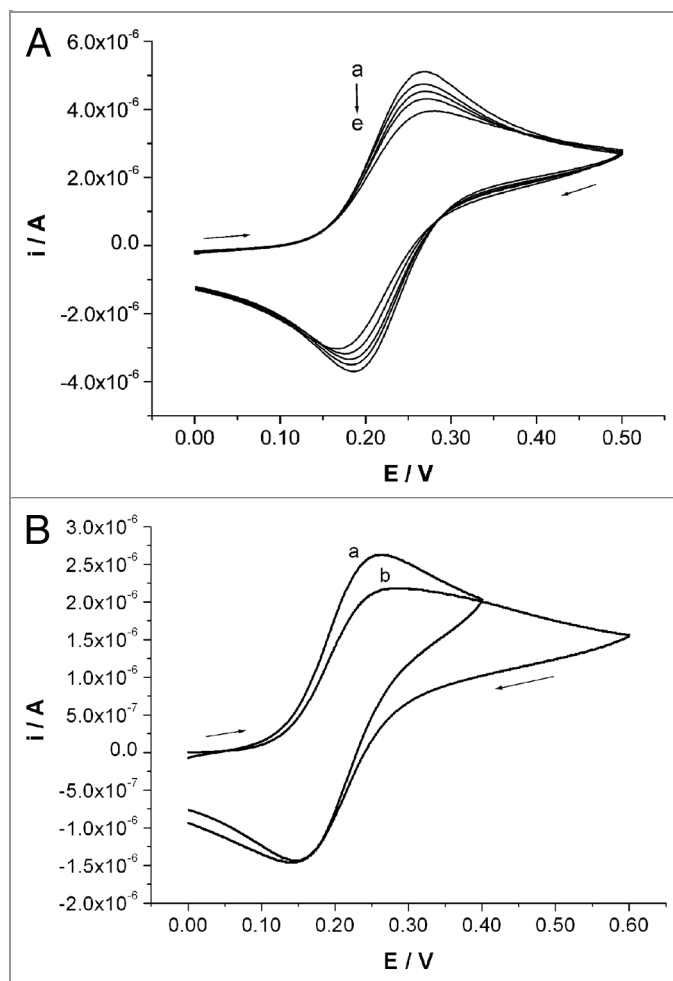 A
6.0x10⁻⁶
a
4.0x10⁻⁶
e
2.0x10⁻⁶
0.0
-2.0x10⁻⁶
-4.0x10⁻⁶
i / A
0.00 0.10 0.20 0.30 0.40 0.50
E / V
B
3.0x10⁻⁶
a
2.5x10⁻⁶
b
2.0x10⁻⁶
1.5x10⁻⁶
1.0x10⁻⁶
5.0x10⁻⁷
0.0
-5.0x10⁻⁷
-1.0x10⁻⁶
-1.5x10⁻⁶
-2.0x10⁻⁶
i / A
0.00 0.10 0.20 0.30 0.40 0.50 0.60
E / V